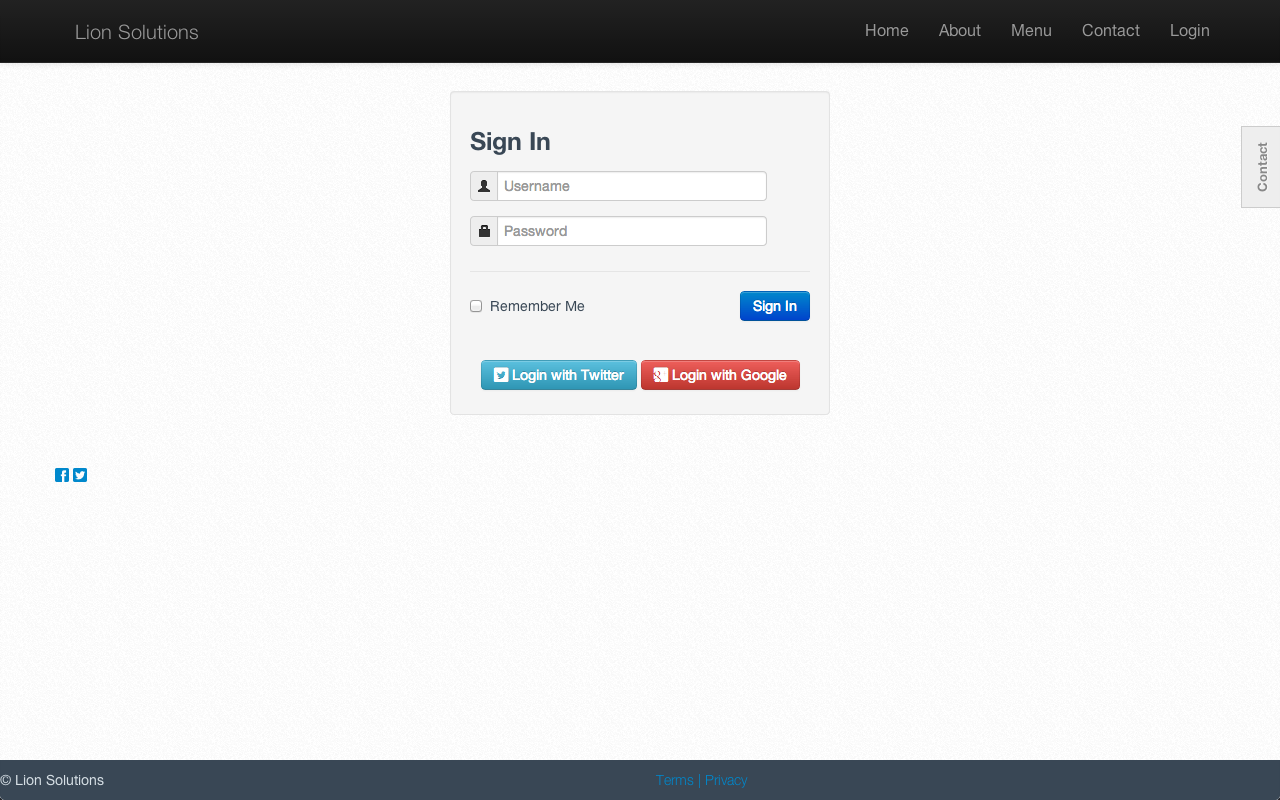 Lion Solutions
Home About Menu Contact Login
Contact
Sign In
Username
Password
Remember Me
Sign In
Login with Twitter
Login with Google
© Lion Solutions
Terms | Privacy